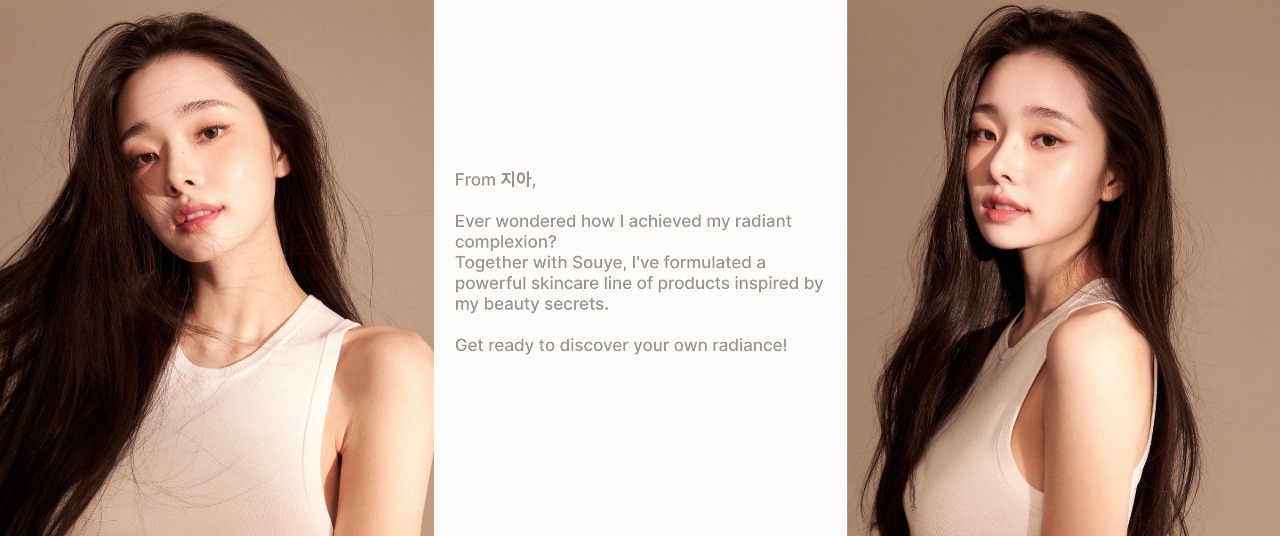 From 지아,
Ever wondered how I achieved my radiant
complexion?
Together with Souye, I've formulated a
powerful skincare line of products inspired by
my beauty secrets.
Get ready to discover your own radiance!